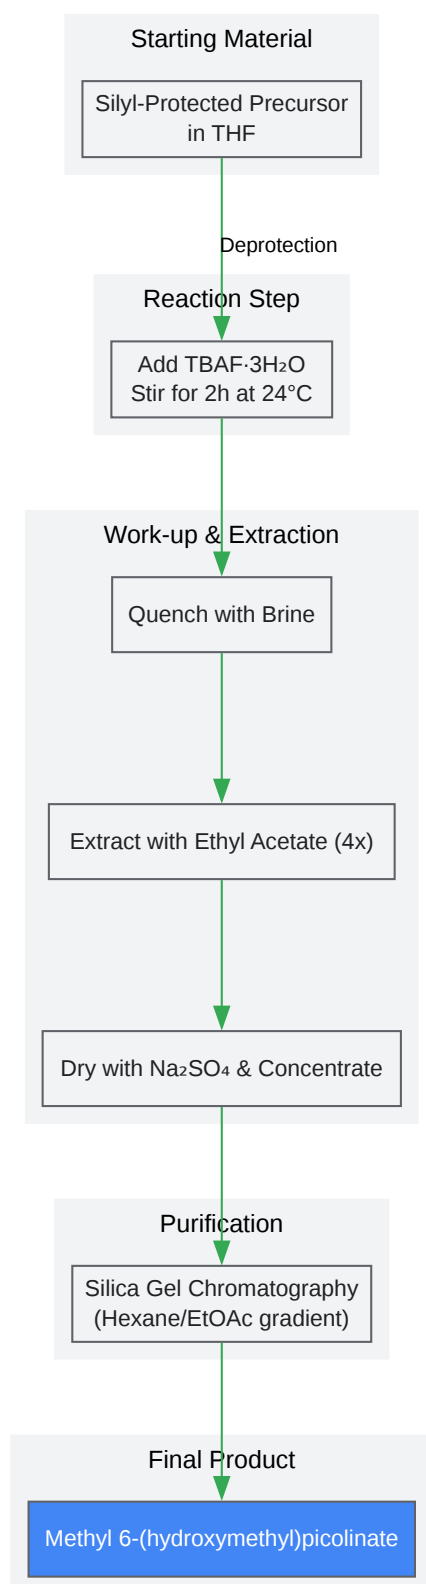 Starting Material
Silyl-Protected Precursor
in THF
Deprotection
Reaction Step
Add TBAF·3H₂O
Stir for 2h at 24°C
Work-up & Extraction
Quench with Brine
Extract with Ethyl Acetate (4x)
Dry with Na₂SO₄ & Concentrate
Purification
Silica Gel Chromatography
(Hexane/EtOAc gradient)
Final Product
Methyl 6-(hydroxymethyl)picolinate